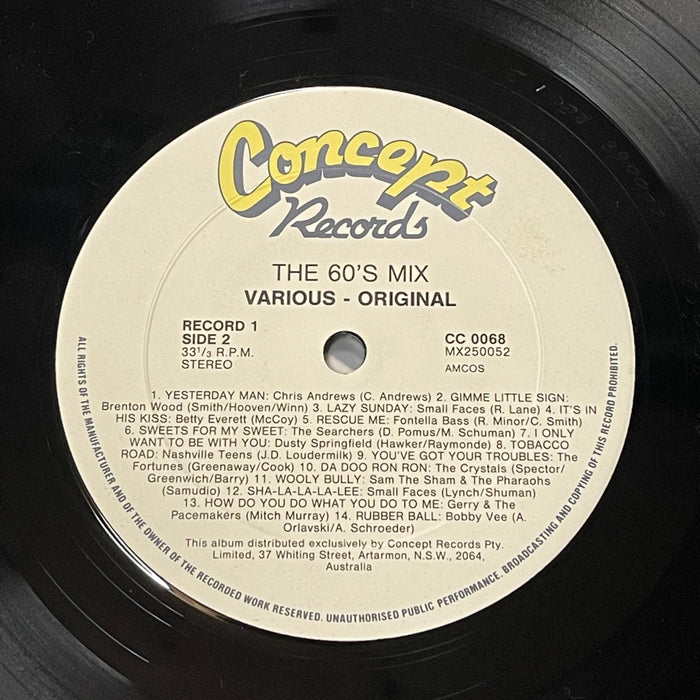 Concept
Records
THE 60'S MIX
VARIOUS - ORIGINAL
RECORD 1
SIDE 2
33 1/3 R.P.M.
STEREO
CC 0068
MX250052
AMCOS
1. YESTERDAY MAN: Chris Andrews (C. Andrews) 2. GIMME LITTLE SIGN:
Brenton Wood (Smith/Hooven/Winn) 3. LAZY SUNDAY: Small Faces (R. Lane) 4. IT'S IN
HIS KISS: Betty Everett (McCoy) 5. RESCUE ME: Fontella Bass (R. Minor/C. Smith)
6. SWEETS FOR MY SWEET: The Searchers (D. Pomus/M. Schuman) 7. I ONLY
WANT TO BE WITH YOU: Dusty Springfield (Hawker/Raymonde) 8. TOBACCO
ROAD: Nashville Teens (J.D. Loudermilk) 9. YOU'VE GOT YOUR TROUBLES: The
Fortunes (Greenaway/Cook) 10. DA DOO RON RON: The Crystals (Spector/
Greenwich/Barry) 11. WOOLY BULLY: Sam The Sham & The Pharaohs
(Samudio) 12. SHA-LA-LA-LEE: Small Faces (Lynch/Shuman)
13. HOW DO YOU DO WHAT YOU DO TO ME: Gerry & The
Pacemakers (Mitch Murray) 14. RUBBER BALL: Bobby Vee (A.
Orlavski/A. Schroeder)
This album distributed exclusively by Concept Records Pty.
Limited, 37 Whiting Street, Artarmon, N.S.W., 2064,
Australia
ALL RIGHTS OF THE MANUFACTURER AND OF THE OWNER OF THE RECORDED WORK RESERVED. UNAUTHORISED PUBLIC PERFORMANCE, BROADCASTING AND COPYING OF THIS RECORD PROHIBITED.